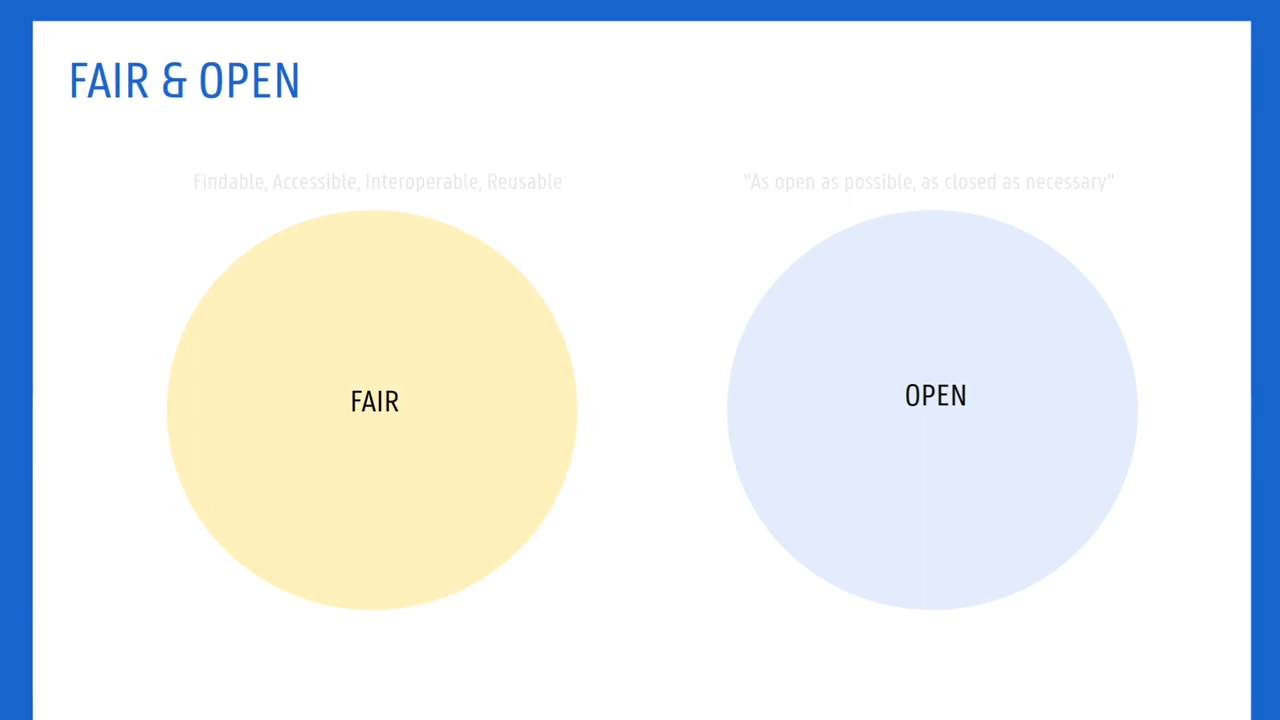 FAIR & OPEN
Findable, Accessible, Interoperable, Reusable
"As open as possible, as closed as necessary"
FAIR
OPEN